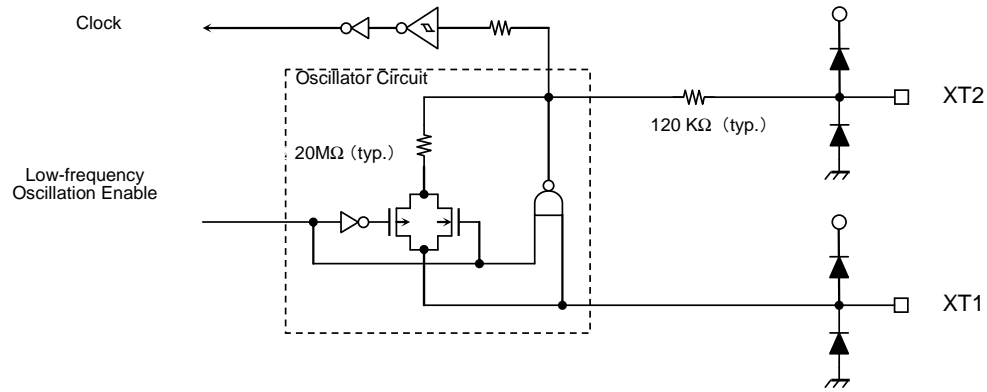 Clock
Oscillator Circuit
XT2
120 KΩ (typ.)
20MΩ (typ.)
Low-frequency
Oscillation Enable
XT1